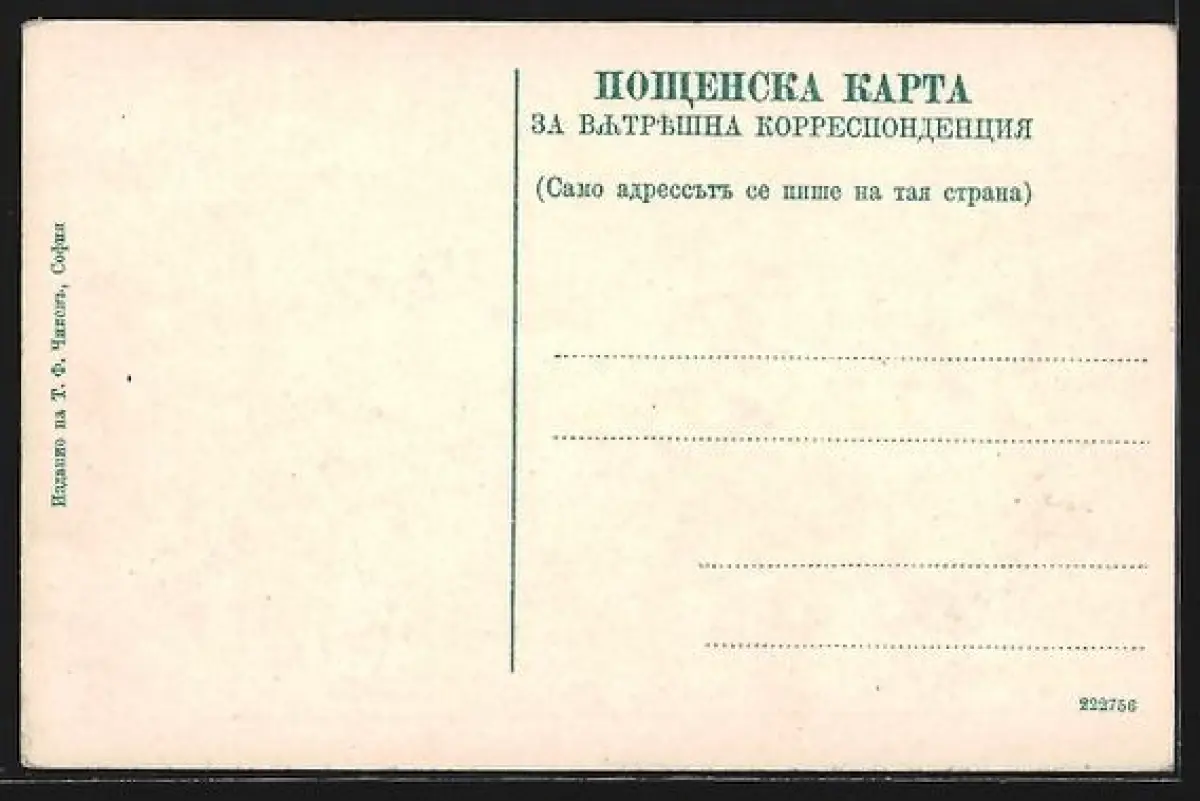 ПОЩЕНСКА КАРТА
ЗА ВѪТРѢШНА КОРРЕСПОНДЕНЦИЯ
(Само адрессътъ се пише на тая страна)
Издание на Т. Ф. Чипевъ, София
222756